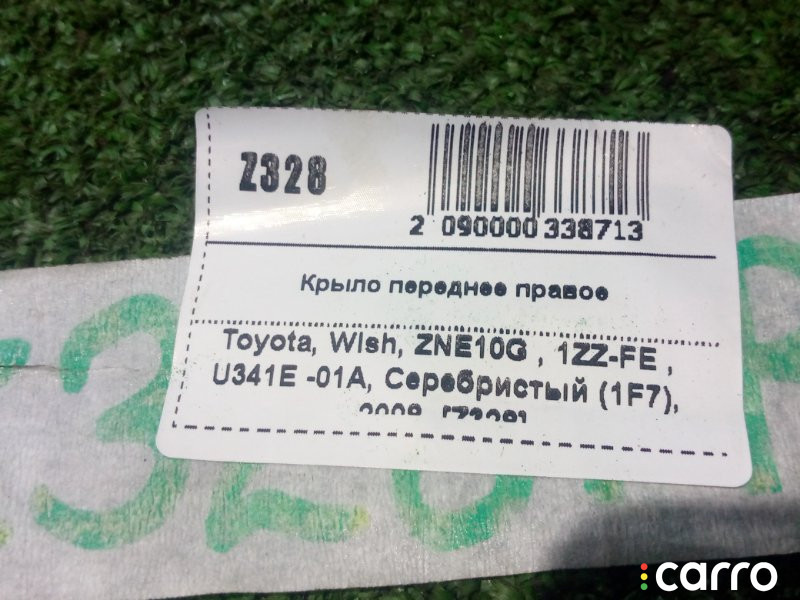 Z328
2 090000 338713
Крыло переднее правое
Toyota, Wish, ZNE10G , 1ZZ-FE ,
U341E -01A, Серебристый (1F7),
carro